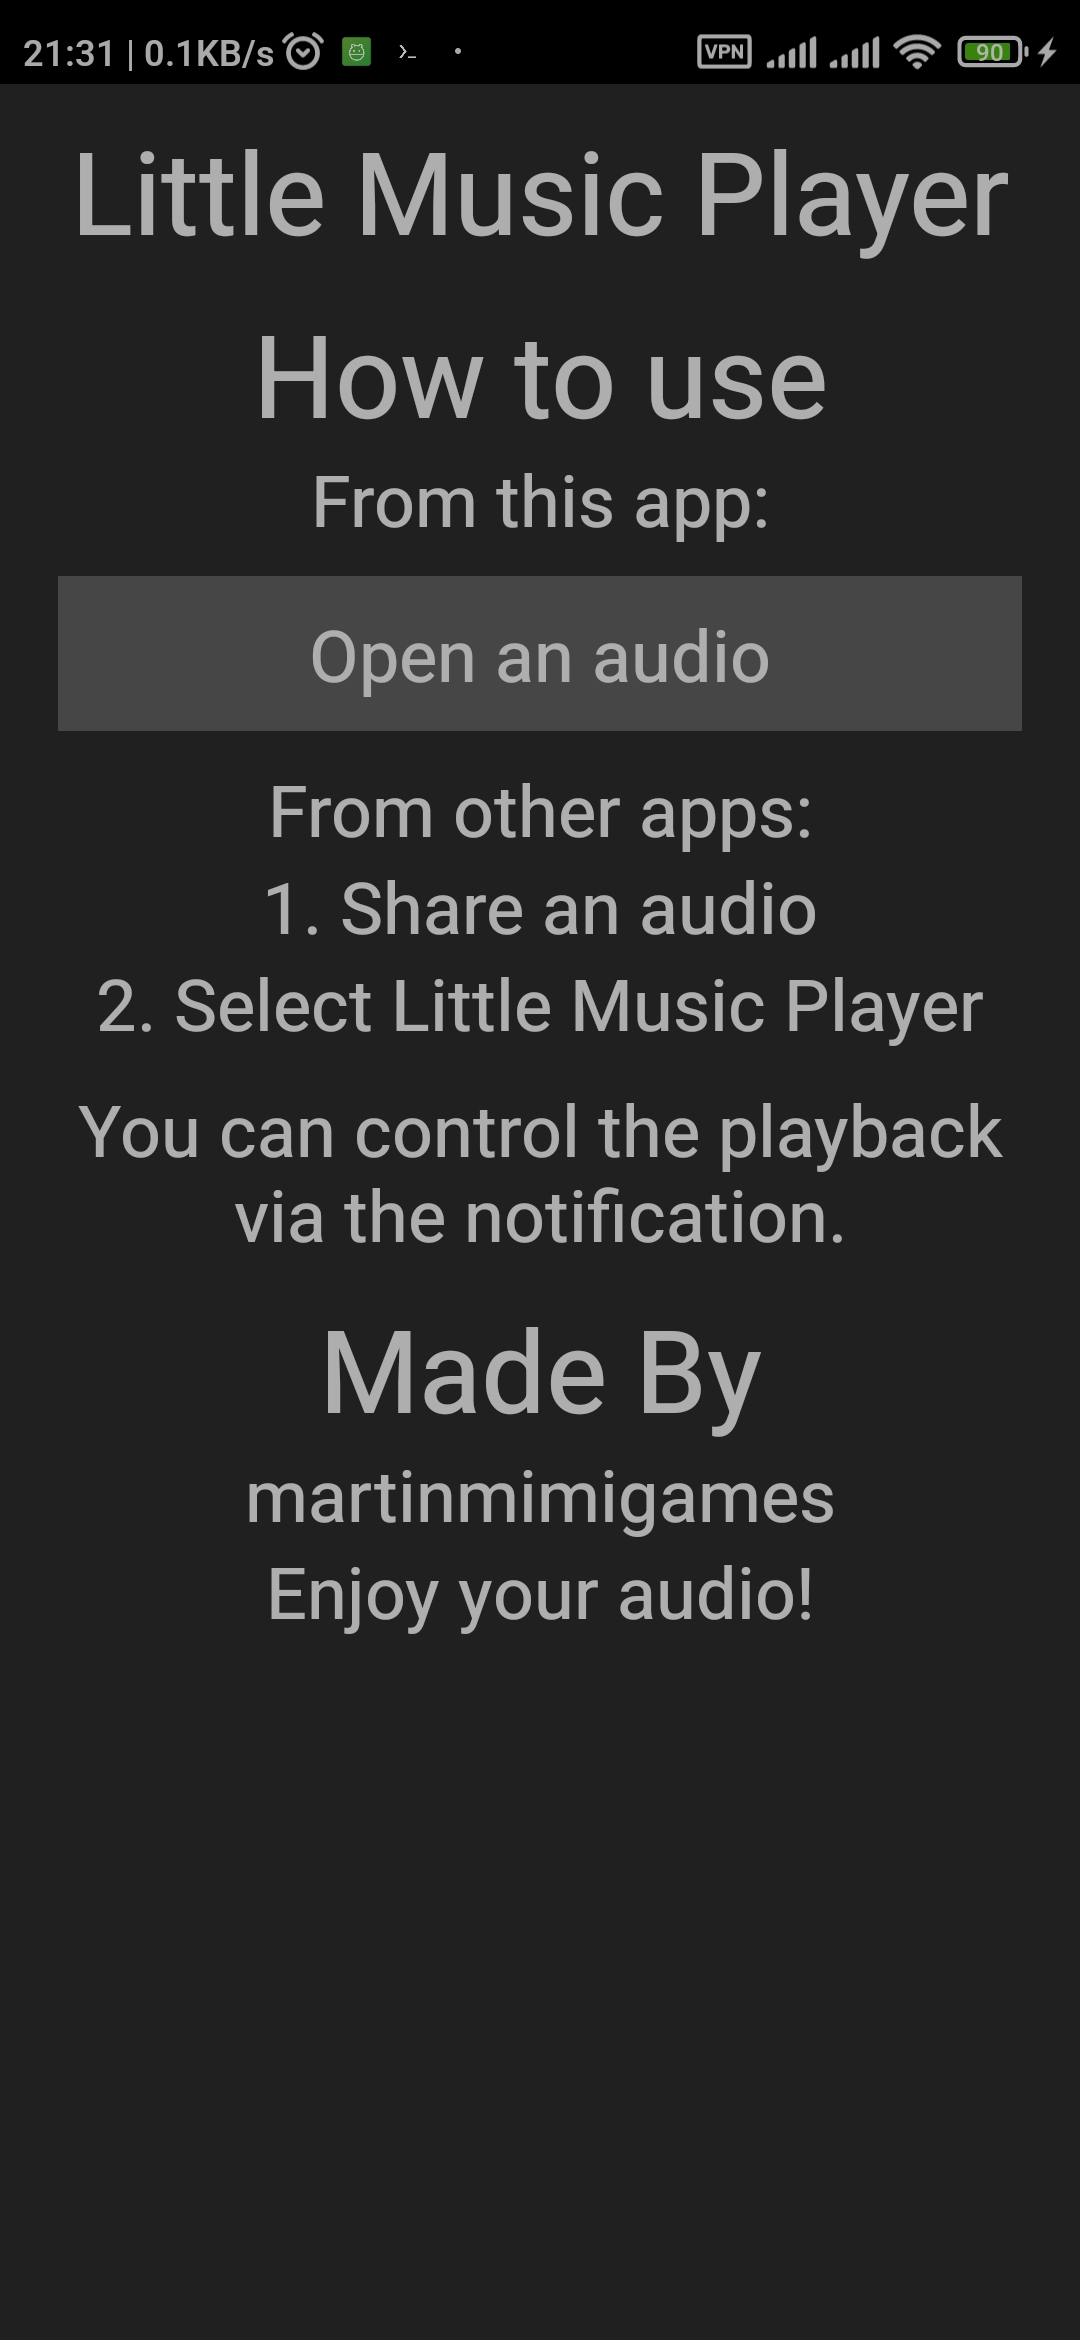 21:31 | 0.1KB/s VPN 90
Little Music Player
How to use
From this app:
Open an audio
From other apps:
1. Share an audio
2. Select Little Music Player
You can control the playback
via the notification.
Made By
martinmimigames
Enjoy your audio!